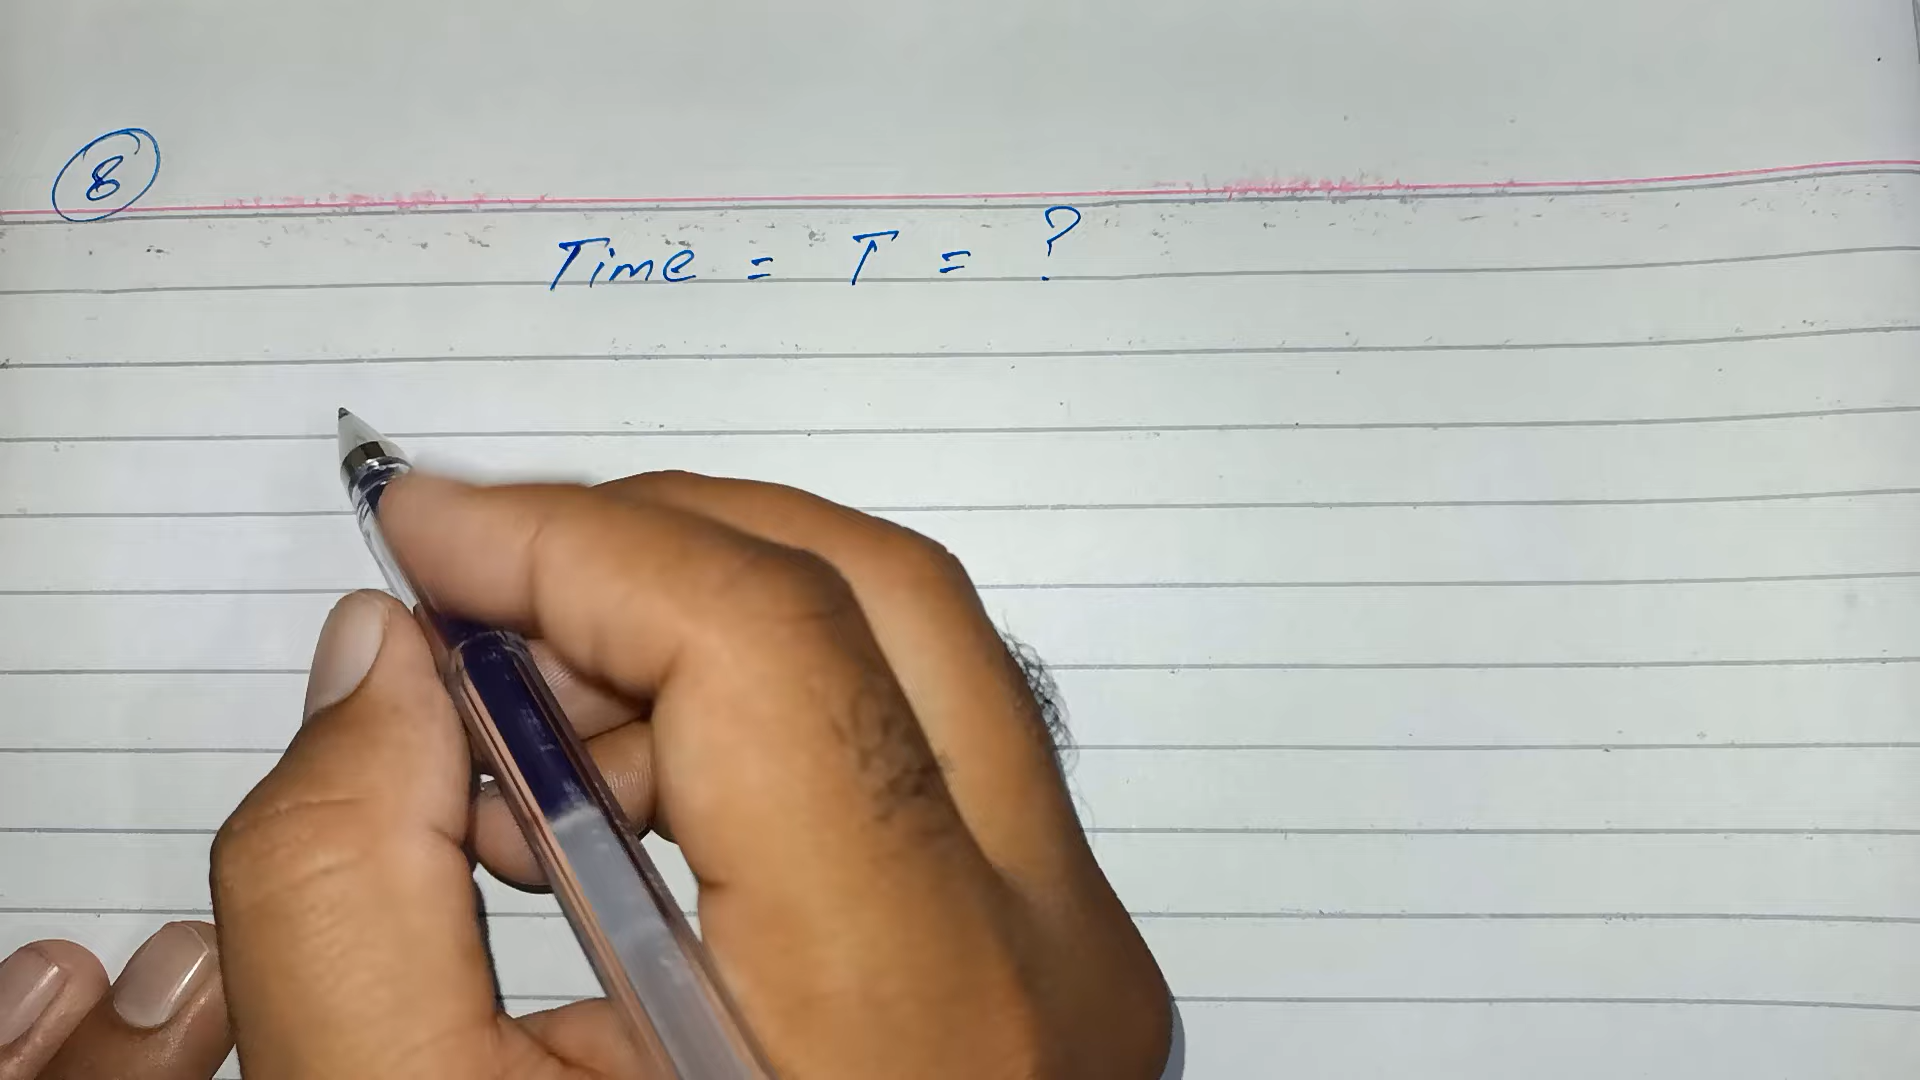 8
Time = T = ?